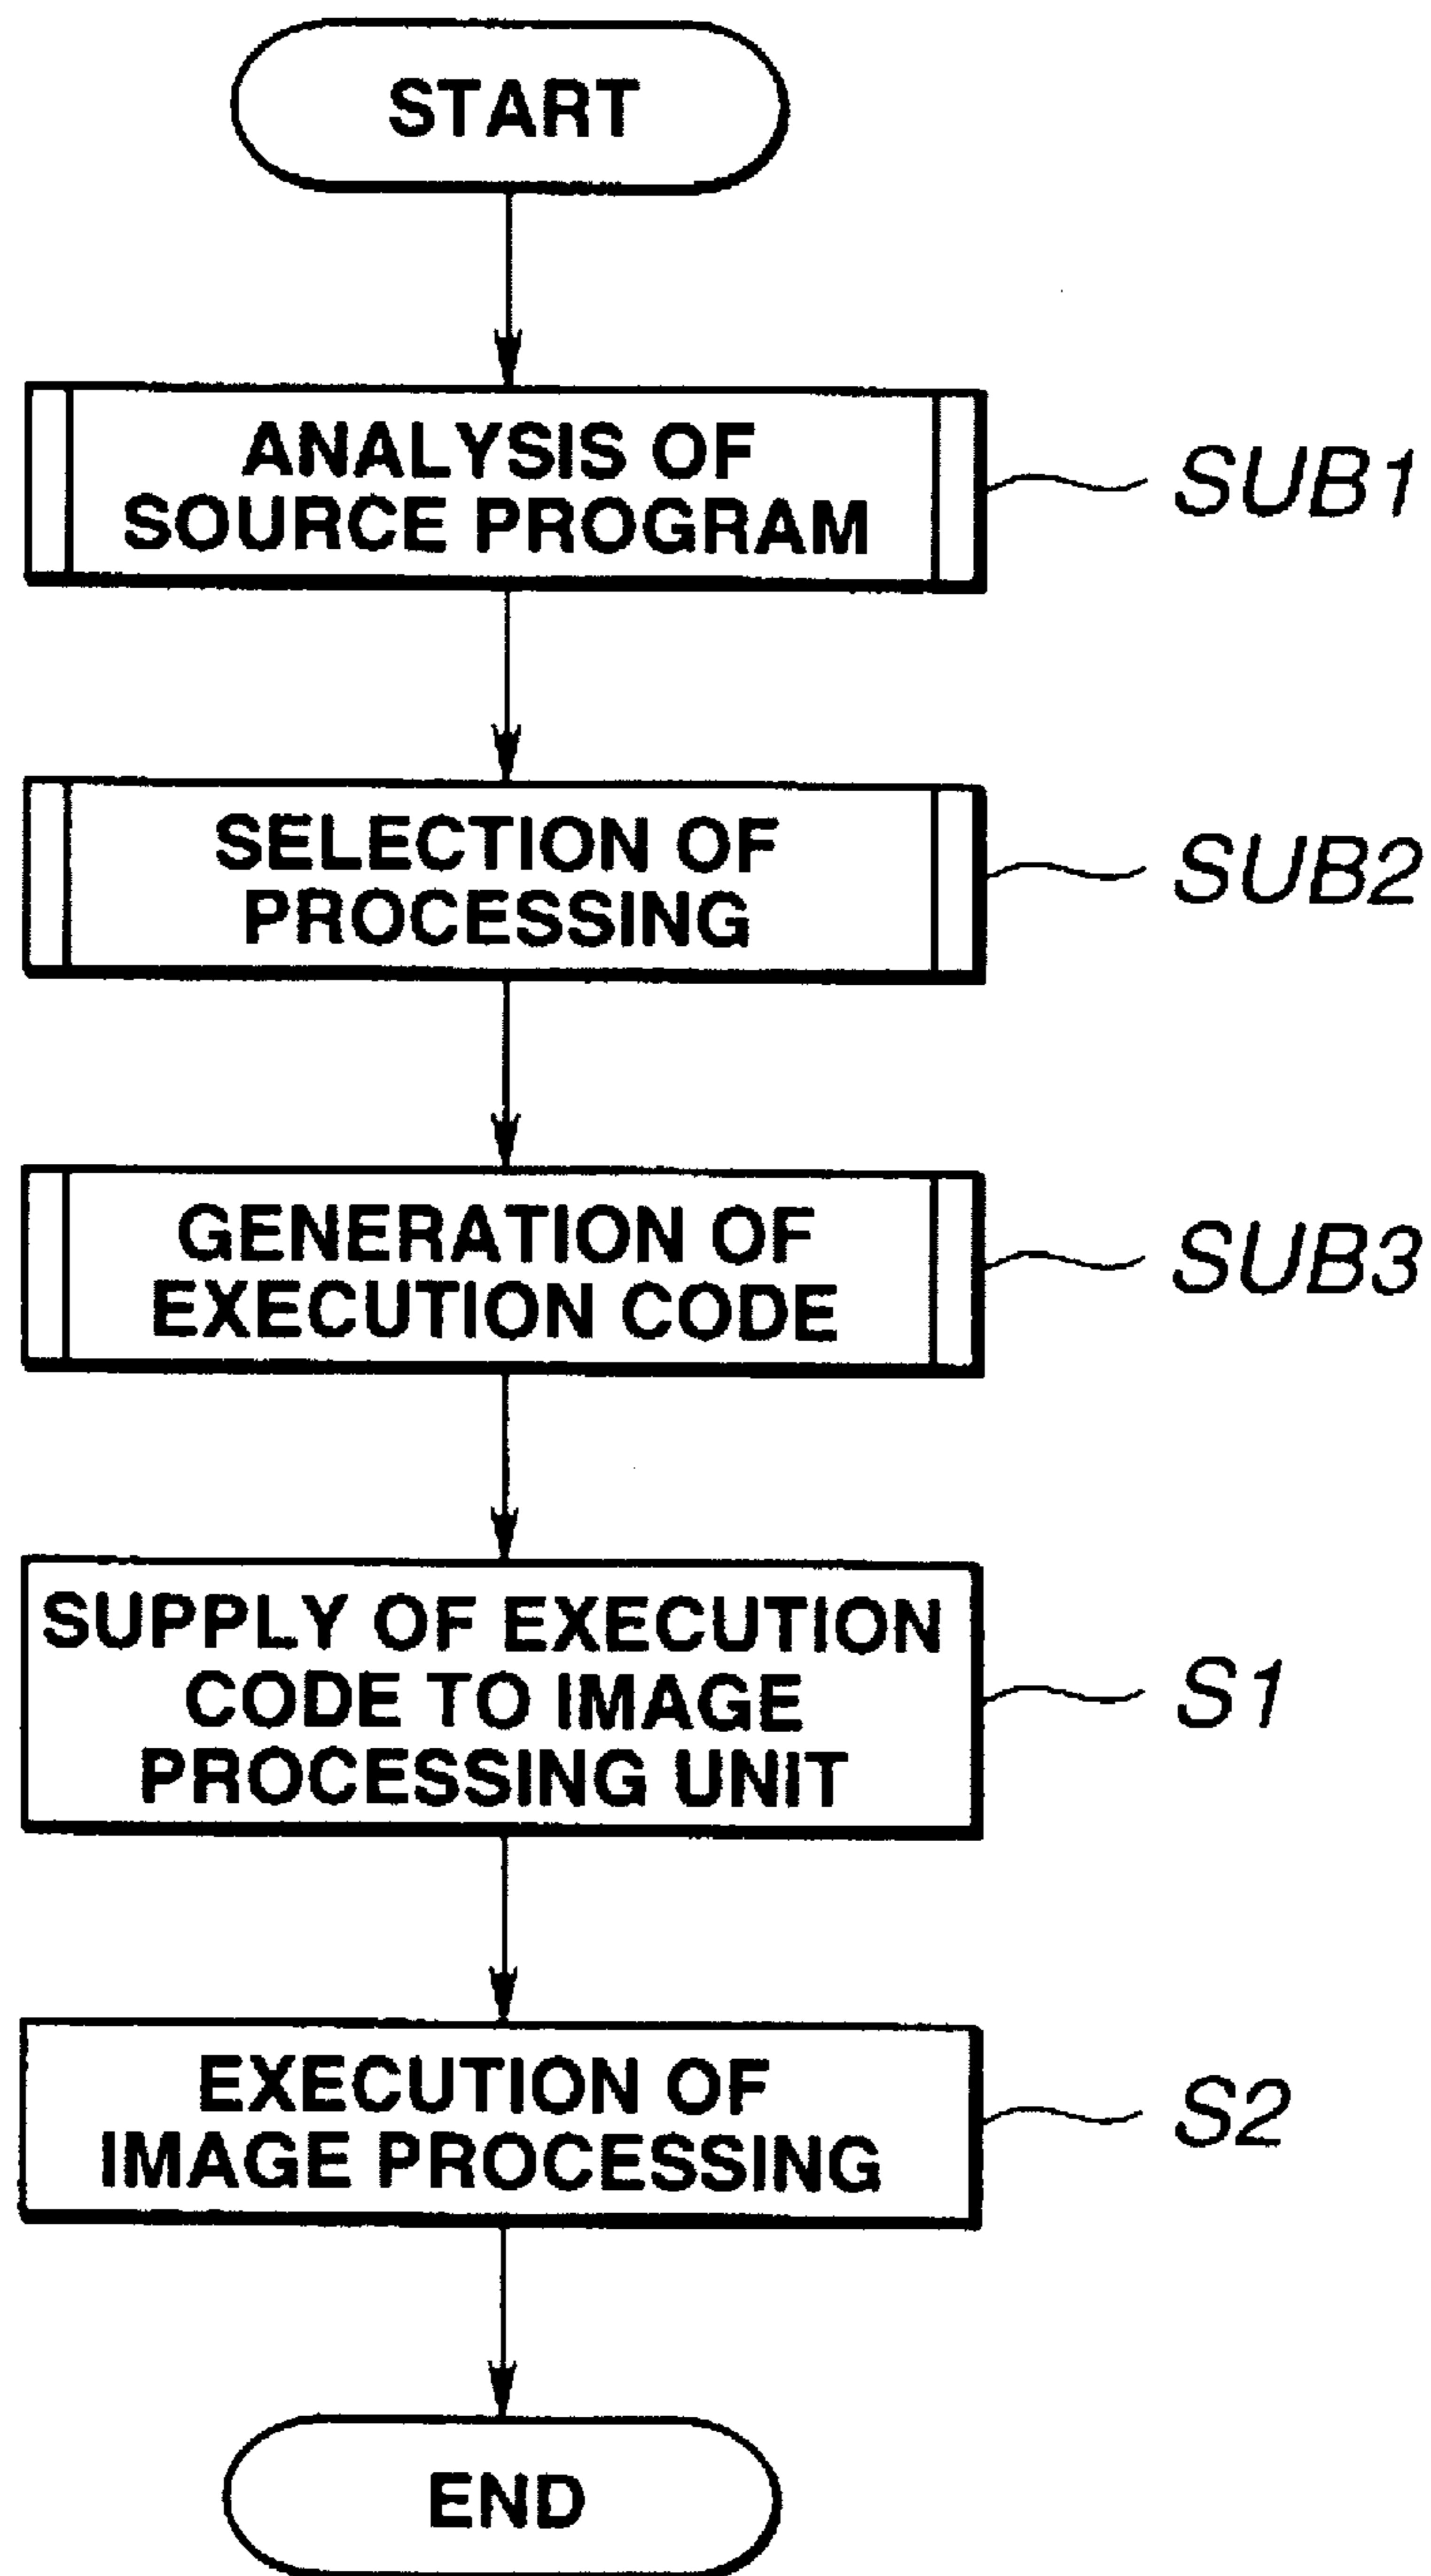 START
ANALYSIS OF
SOURCE PROGRAM
SUB1
SELECTION OF
PROCESSING
SUB2
GENERATION OF
EXECUTION CODE
SUB3
SUPPLY OF EXECUTION
CODE TO IMAGE
PROCESSING UNIT
S1
EXECUTION OF
IMAGE PROCESSING
S2
END